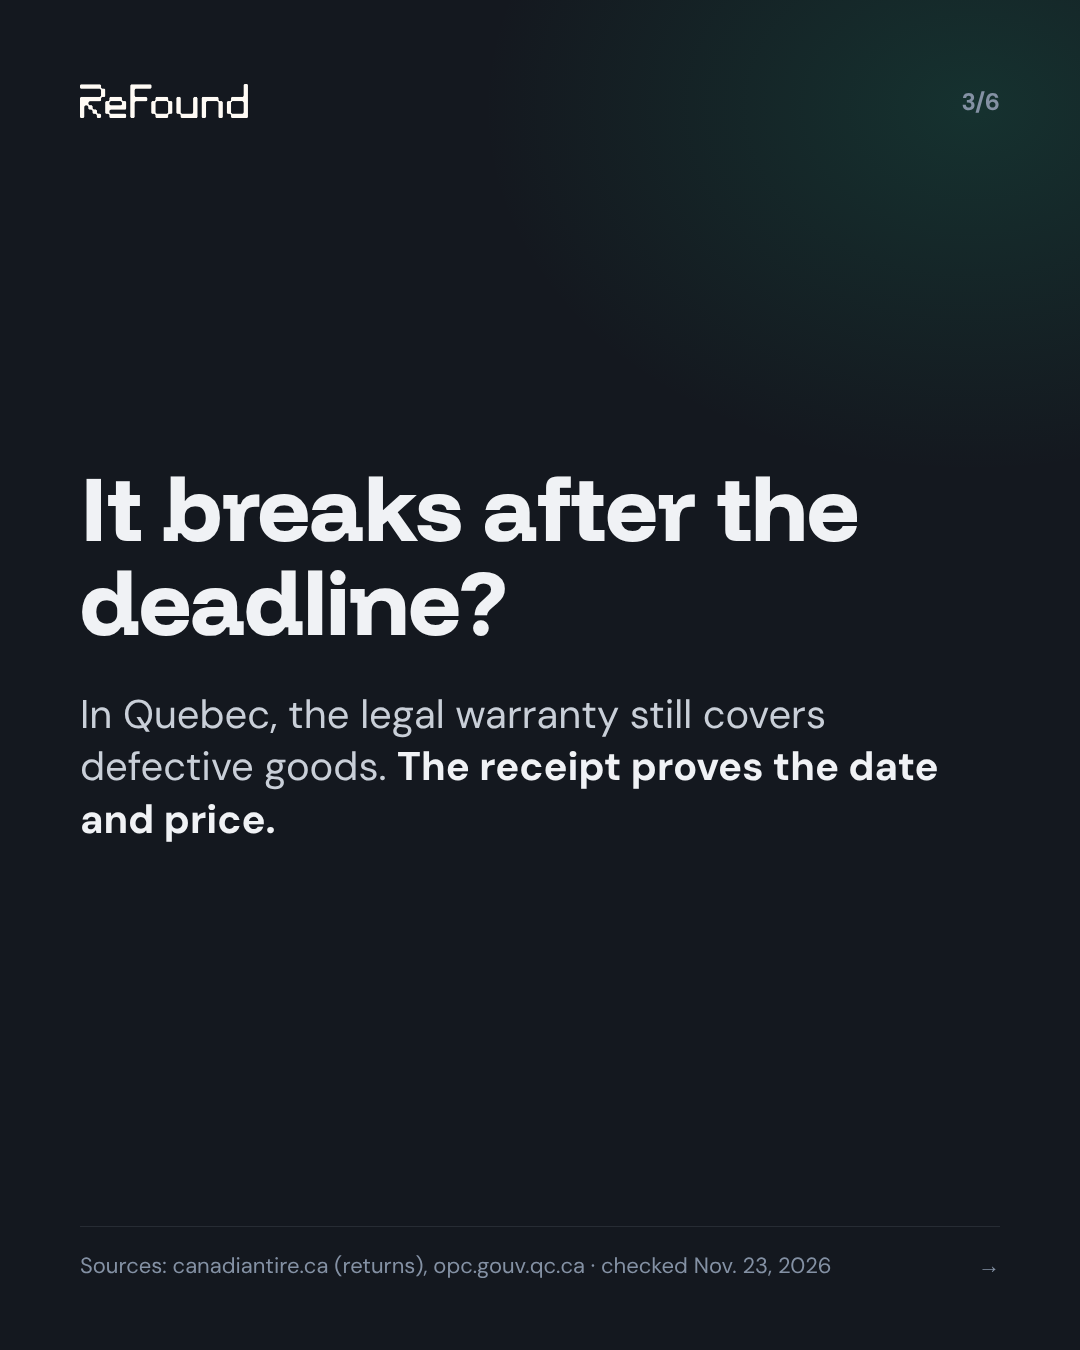 ReFound
3/6
It breaks after the
deadline?
In Quebec, the legal warranty still covers
defective goods. The receipt proves the date
and price.
Sources: canadiantire.ca (returns), opc.gouv.qc.ca · checked Nov. 23, 2026
→